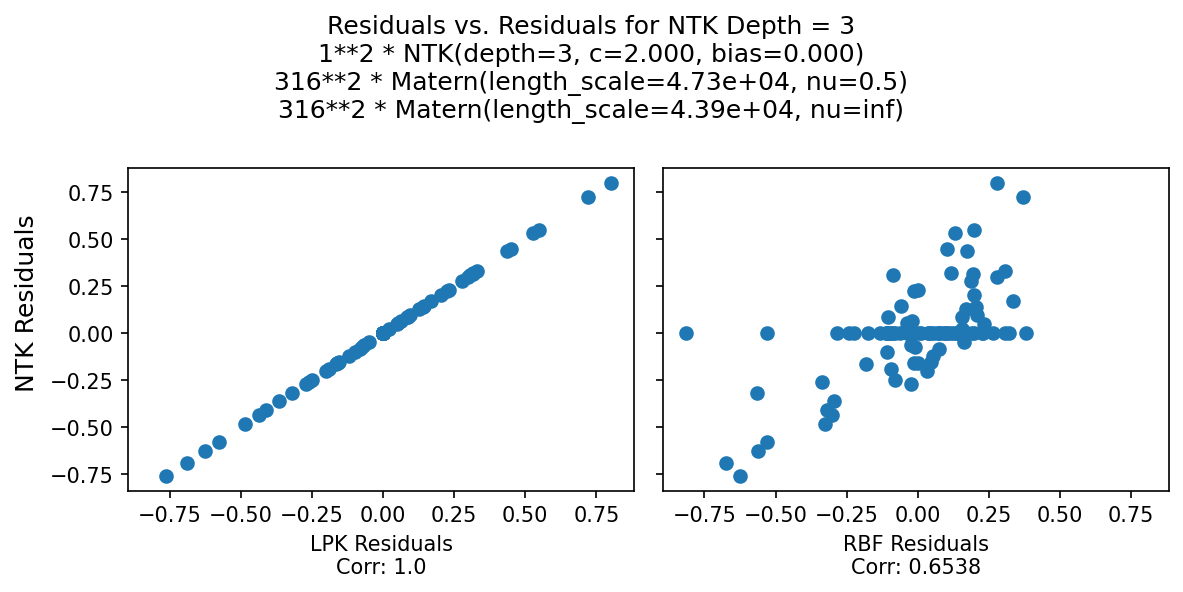 Residuals vs. Residuals for NTK Depth = 3
1**2 * NTK(depth=3, c=2.000, bias=0.000)
316**2 * Matern(length_scale=4.73e+04, nu=0.5)
316**2 * Matern(length_scale=4.39e+04, nu=inf)
NTK Residuals
0.75
0.50
0.25
0.00
−0.25
−0.50
−0.75
−0.75 −0.50 −0.25 0.00 0.25 0.50 0.75
LPK Residuals
Corr: 1.0
−0.75 −0.50 −0.25 0.00 0.25 0.50 0.75
RBF Residuals
Corr: 0.6538